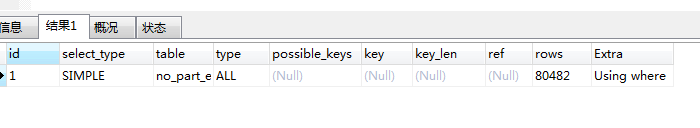 信息 结果1 概况 状态
id select_type table type possible_keys key key_len ref rows Extra
1 SIMPLE no_part_e ALL (Null) (Null) (Null) (Null) 80482 Using where